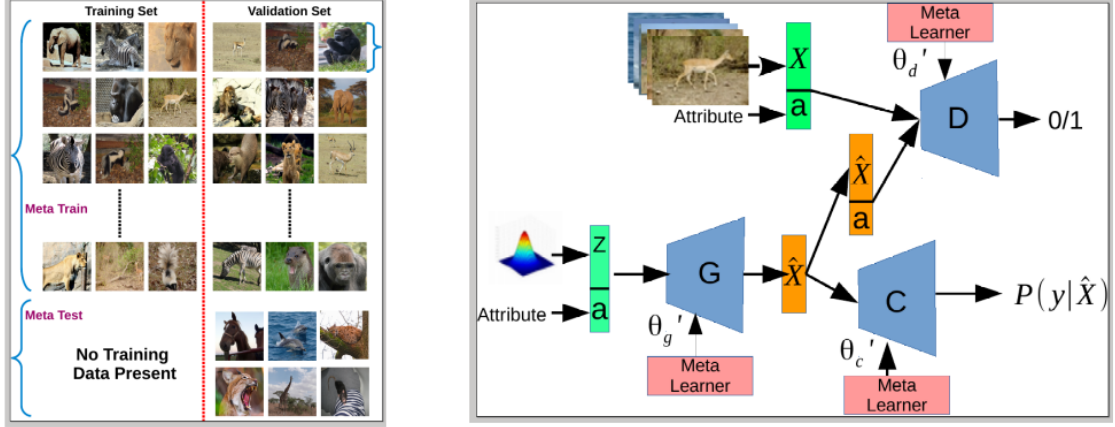 Training Set
Validation Set
Meta Train
Meta Test
No Training
Data Present
Meta
Learner
θd'
X
a
Attribute
D
0/1
X̂
a
z
a
Attribute
G
X̂
C
P(y|X̂)
θg'
Meta
Learner
θc'
Meta
Learner